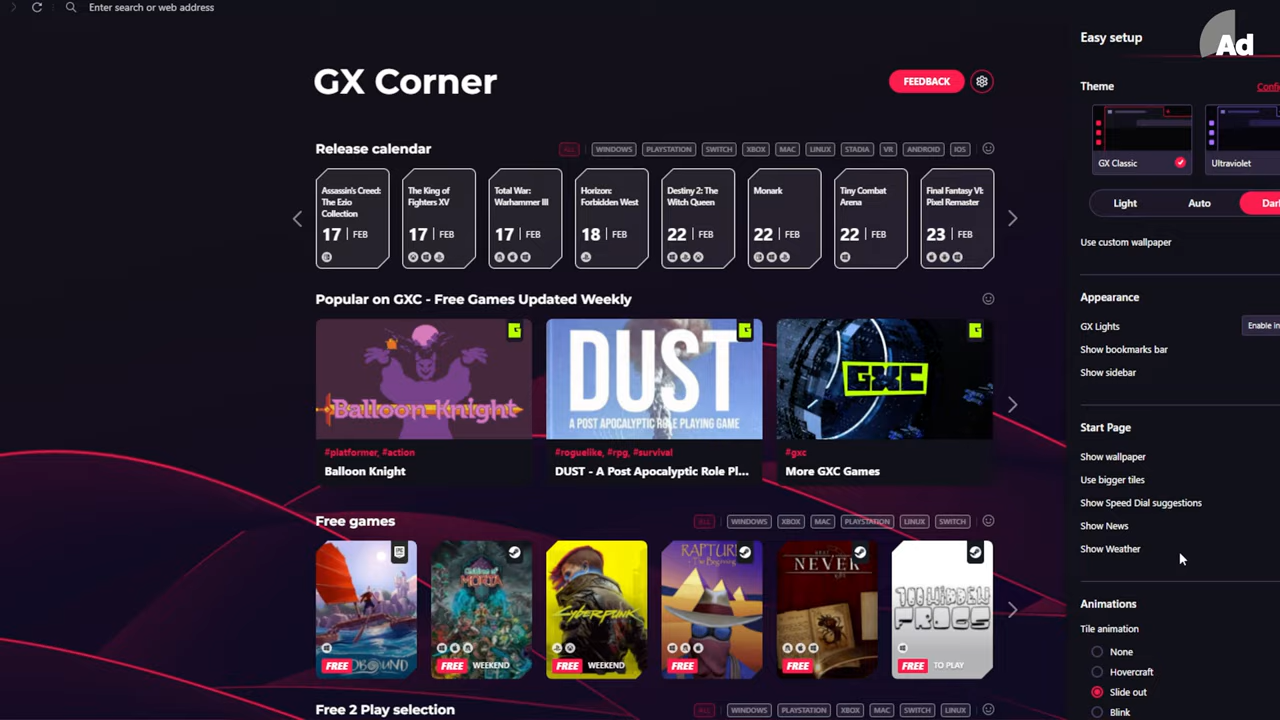 Enter search or web address
Ad
Easy setup
GX Corner
FEEDBACK
Theme
Release calendar
ALL WINDOWS PLAYSTATION SWITCH XBOX MAC LINUX STADIA VR ANDROID IOS
GX Classic
Ultraviolet
Assassin's Creed: The Ezio Collection
17 | FEB
The King of Fighters XV
17 | FEB
Total War: Warhammer III
17 | FEB
Horizon: Forbidden West
18 | FEB
Destiny 2: The Witch Queen
22 | FEB
Monark
22 | FEB
Tiny Combat Arena
22 | FEB
Final Fantasy VI: Pixel Remaster
23 | FEB
Light Auto
Use custom wallpaper
Popular on GXC - Free Games Updated Weekly
Balloon Knight
#platformer, #action
Balloon Knight
DUST
A POST APOCALYPTIC ROLE PLAYING GAME
#roguelike, #rpg, #survival
DUST - A Post Apocalyptic Role Pl...
GXC
#gxc
More GXC Games
Appearance
GX Lights
Enable in
Show bookmarks bar
Show sidebar
Start Page
Show wallpaper
Use bigger tiles
Show Speed Dial suggestions
Show News
Show Weather
Free games
ALL WINDOWS XBOX MAC PLAYSTATION LINUX SWITCH
FREE
Children of
MORTA
FREE WEEKEND
CYBERPUNK
FREE WEEKEND
FREE
NEVER
FREE
100 HIDDEN
FROGS
FREE TO PLAY
Animations
Tile animation
None
Hovercraft
Slide out
Blink
Free 2 Play selection
ALL WINDOWS PLAYSTATION XBOX MAC SWITCH LINUX